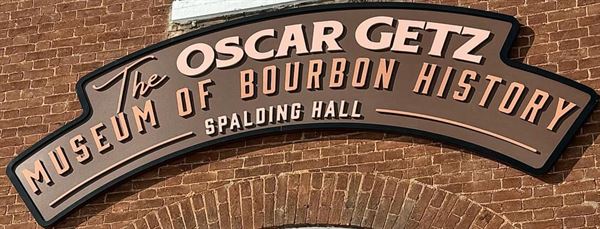 The OSCAR GETZ
MUSEUM OF BOURBON HISTORY
SPALDING HALL